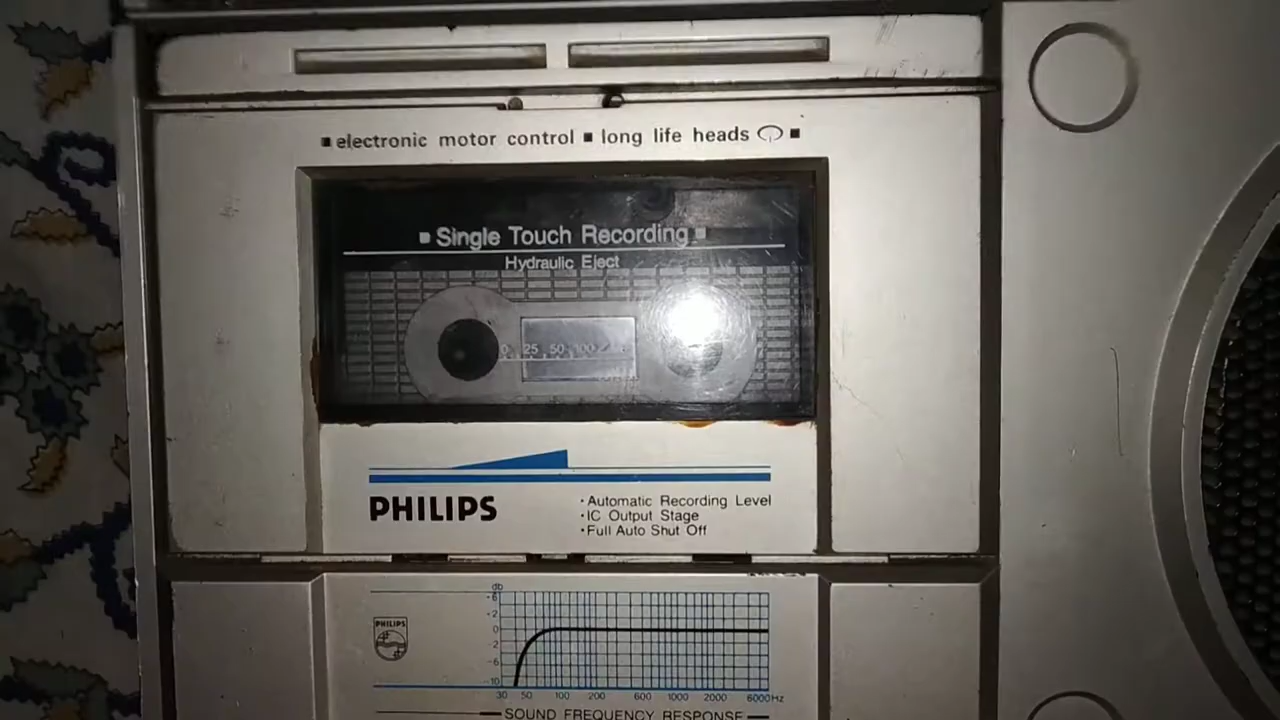 ▪ electronic motor control ▪ long life heads ▪
▪ Single Touch Recording ▪
Hydraulic Eject
0 25 50 100
PHILIPS
· Automatic Recording Level
· IC Output Stage
· Full Auto Shut Off
PHILIPS
db
-6
-2
0
2
-6
-10
30 50 100 200 600 1000 2000 6000Hz
SOUND FREQUENCY RESPONSE